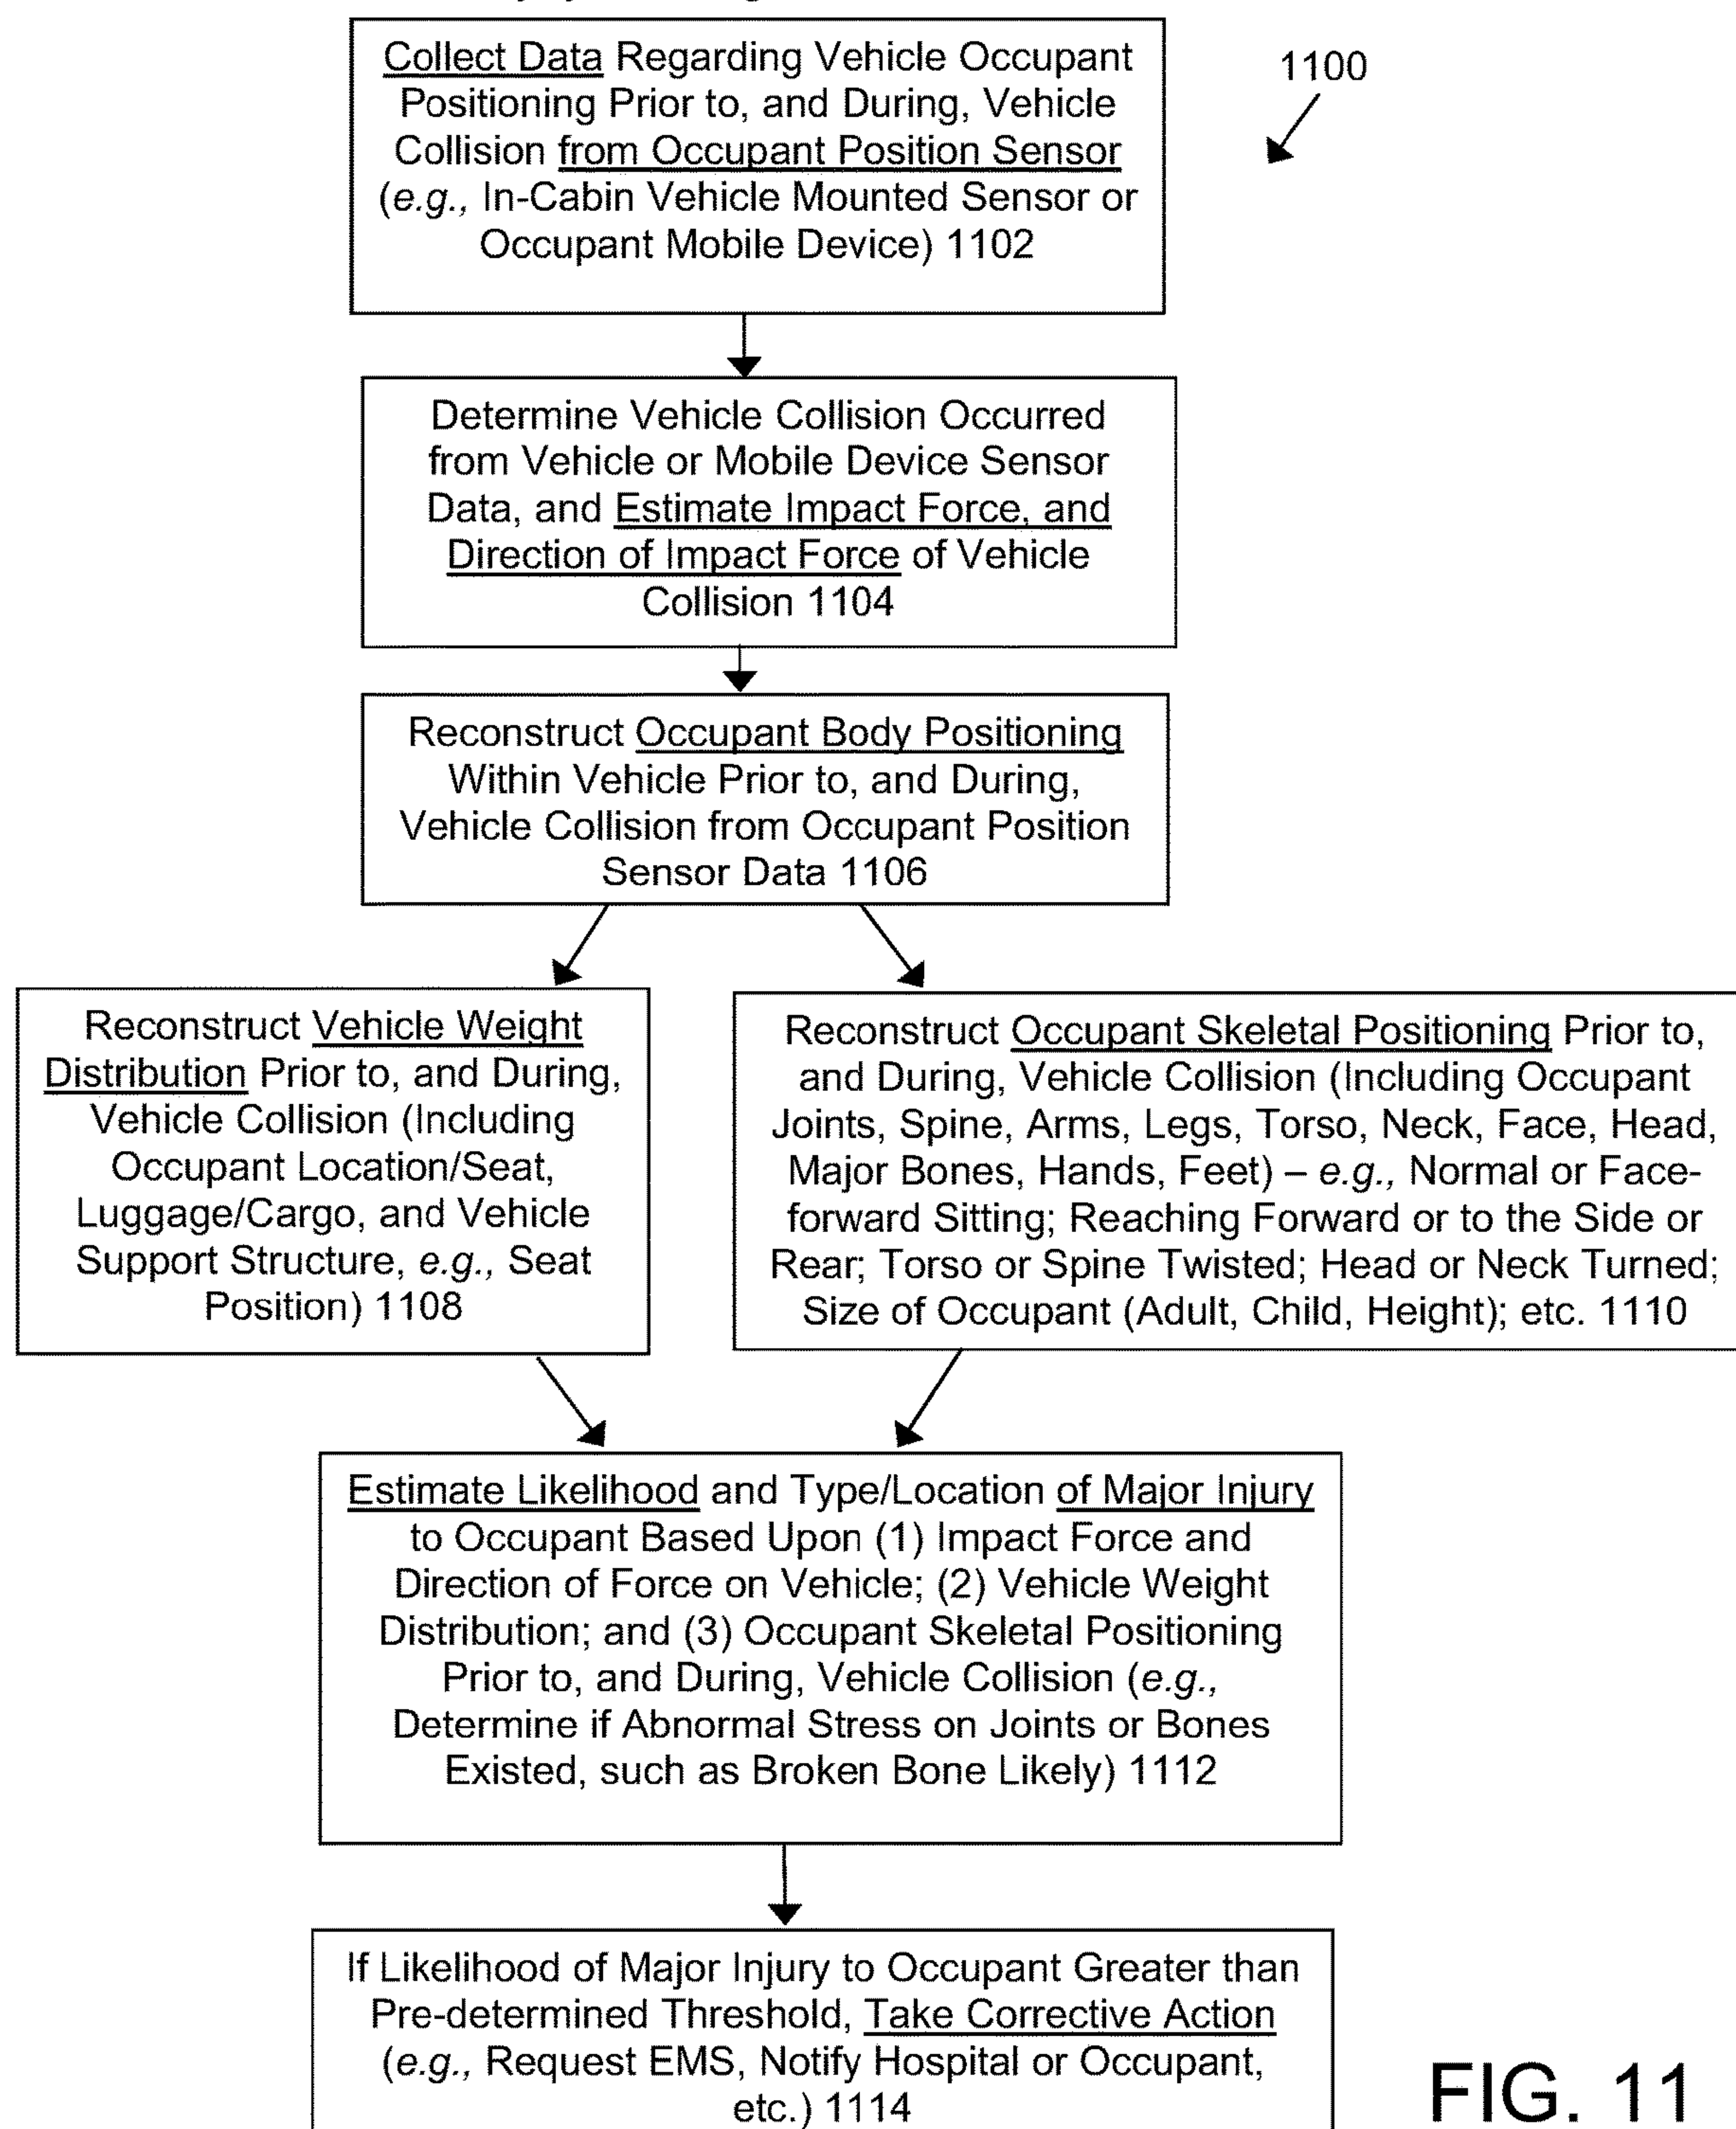 Collect Data Regarding Vehicle Occupant
Positioning Prior to, and During, Vehicle
Collision from Occupant Position Sensor
(e.g., In-Cabin Vehicle Mounted Sensor or
Occupant Mobile Device) 1102
1100
Determine Vehicle Collision Occurred
from Vehicle or Mobile Device Sensor
Data, and Estimate Impact Force, and
Direction of Impact Force of Vehicle
Collision 1104
Reconstruct Occupant Body Positioning
Within Vehicle Prior to, and During,
Vehicle Collision from Occupant Position
Sensor Data 1106
Reconstruct Vehicle Weight
Distribution Prior to, and During,
Vehicle Collision (Including
Occupant Location/Seat,
Luggage/Cargo, and Vehicle
Support Structure, e.g., Seat
Position) 1108
Reconstruct Occupant Skeletal Positioning Prior to,
and During, Vehicle Collision (Including Occupant
Joints, Spine, Arms, Legs, Torso, Neck, Face, Head,
Major Bones, Hands, Feet) – e.g., Normal or Face-
forward Sitting; Reaching Forward or to the Side or
Rear; Torso or Spine Twisted; Head or Neck Turned;
Size of Occupant (Adult, Child, Height); etc. 1110
Estimate Likelihood and Type/Location of Major Injury
to Occupant Based Upon (1) Impact Force and
Direction of Force on Vehicle; (2) Vehicle Weight
Distribution; and (3) Occupant Skeletal Positioning
Prior to, and During, Vehicle Collision (e.g.,
Determine if Abnormal Stress on Joints or Bones
Existed, such as Broken Bone Likely) 1112
If Likelihood of Major Injury to Occupant Greater than
Pre-determined Threshold, Take Corrective Action
(e.g., Request EMS, Notify Hospital or Occupant,
etc.) 1114
FIG. 11